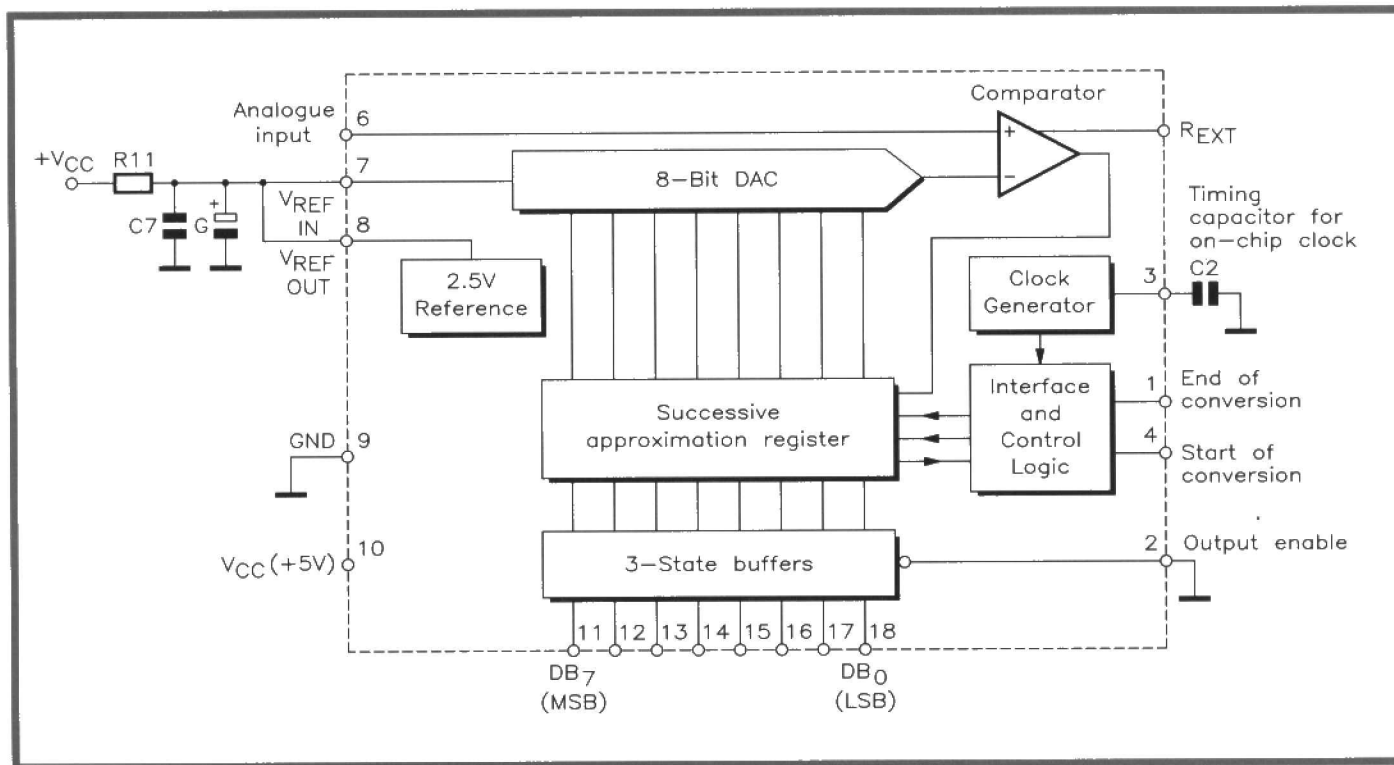 Comparator
Analogue
input
6
+
REXT
+VCC
R11
7
8-Bit DAC
−
VREF
IN
C7
+
G
8
VREF
OUT
2.5V
Reference
Timing
capacitor for
on-chip clock
C2
Clock
Generator
3
Successive
approximation register
Interface
and
Control
Logic
1
End of
conversion
4
Start of
conversion
GND
9
VCC(+5V)
10
3-State buffers
2
Output enable
11 12 13 14 15 16 17 18
DB7
(MSB)
DB0
(LSB)